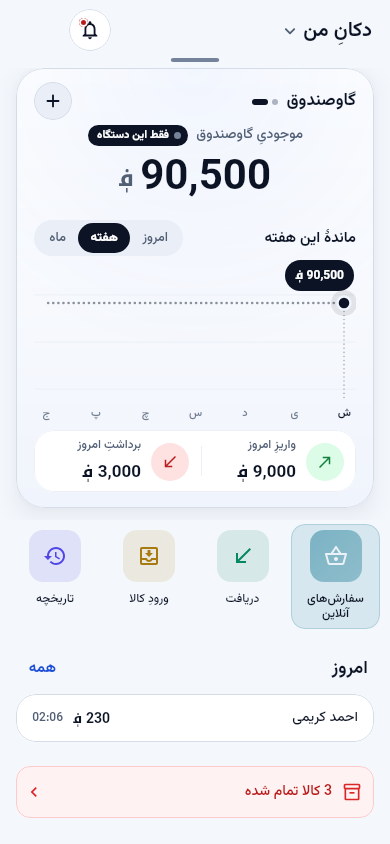 دکانِ من
گاوصندوق
موجودیِ گاوصندوق
فقط این دستگاه
90,500 ؋
ماندهٔ این هفته
امروز
هفته
ماه
90,500 ؋
ش ی د س چ پ ج
واریزِ امروز
9,000 ؋
برداشتِ امروز
3,000 ؋
سفارش‌های
آنلاین
دریافت
ورودِ کالا
تاریخچه
امروز
همه
احمد کریمی
230 ؋
02:06
3 کالا تمام شده